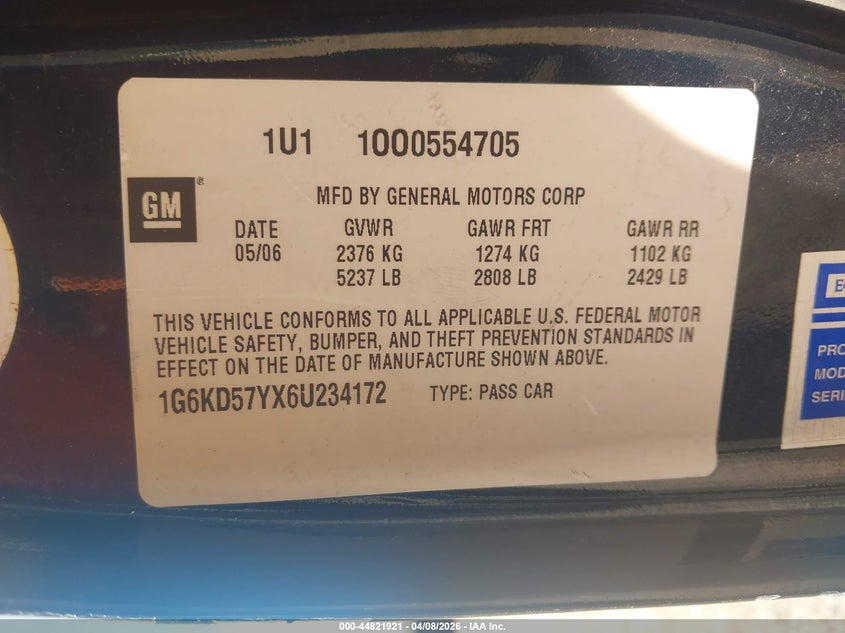 1U1 1000554705
GM
®
MFD BY GENERAL MOTORS CORP
DATE GVWR GAWR FRT GAWR RR
05/06 2376 KG 1274 KG 1102 KG
5237 LB 2808 LB 2429 LB
THIS VEHICLE CONFORMS TO ALL APPLICABLE U.S. FEDERAL MOTOR
VEHICLE SAFETY, BUMPER, AND THEFT PREVENTION STANDARDS IN
EFFECT ON THE DATE OF MANUFACTURE SHOWN ABOVE.
1G6KD57YX6U234172 TYPE: PASS CAR
PRO
MOD
SERI
000-44821921 | 04/08/2026 - IAA Inc.